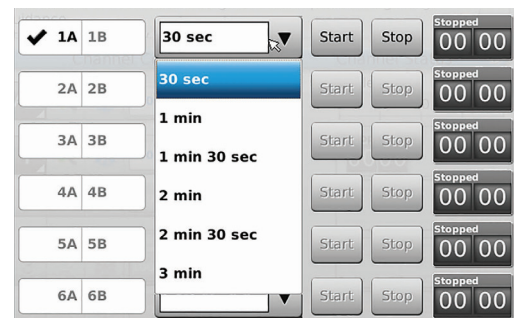 1A 1B 30 sec Start Stop Stopped 00 00
30 sec
2A 2B Start Stop Stopped 00 00
1 min
3A 3B 1 min 30 sec Start Stop Stopped 00 00
4A 4B 2 min Start Stop Stopped 00 00
5A 5B 2 min 30 sec Start Stop Stopped 00 00
3 min
6A 6B Start Stop Stopped 00 00